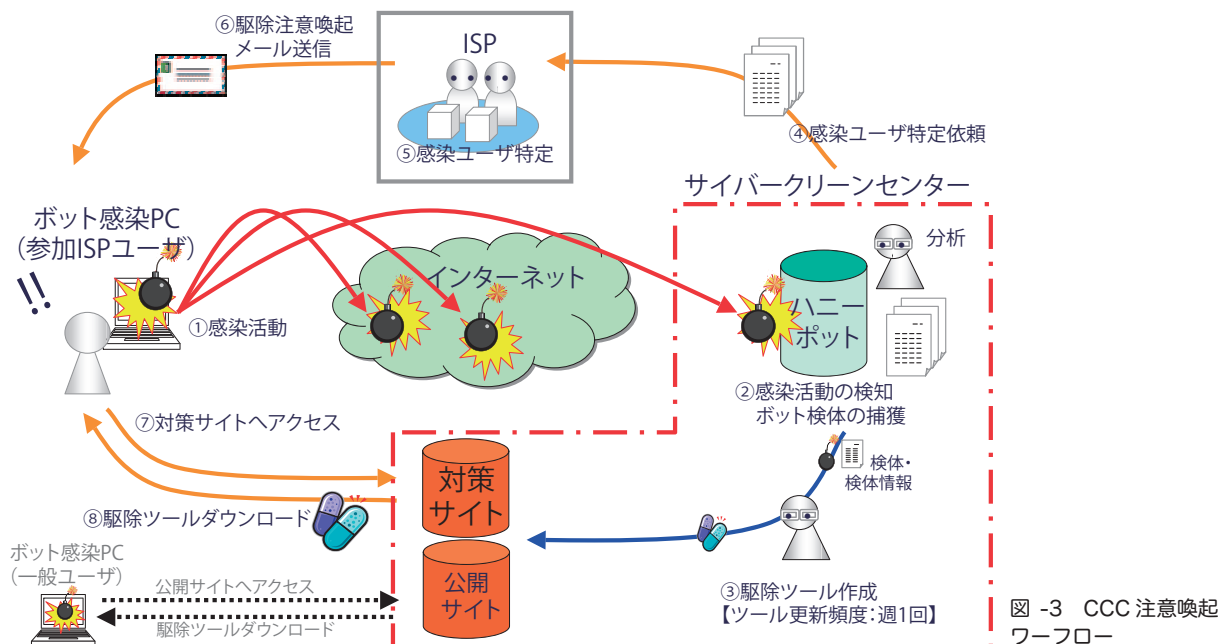 ⑥駆除注意喚起
メール送信
ISP
⑤感染ユーザ特定
④感染ユーザ特定依頼
サイバークリーンセンター
ボット感染PC
（参加ISPユーザ）
!!
①感染活動
インターネット
分析
ハニー
ポット
②感染活動の検知
ボット検体の捕獲
検体・
検体情報
⑦対策サイトへアクセス
対策
サイト
⑧駆除ツールダウンロード
ボット感染PC
（一般ユーザ）
公開サイトへアクセス
駆除ツールダウンロード
公開
サイト
③駆除ツール作成
【ツール更新頻度：週1回】
図 -3 CCC 注意喚起
ワーフロー